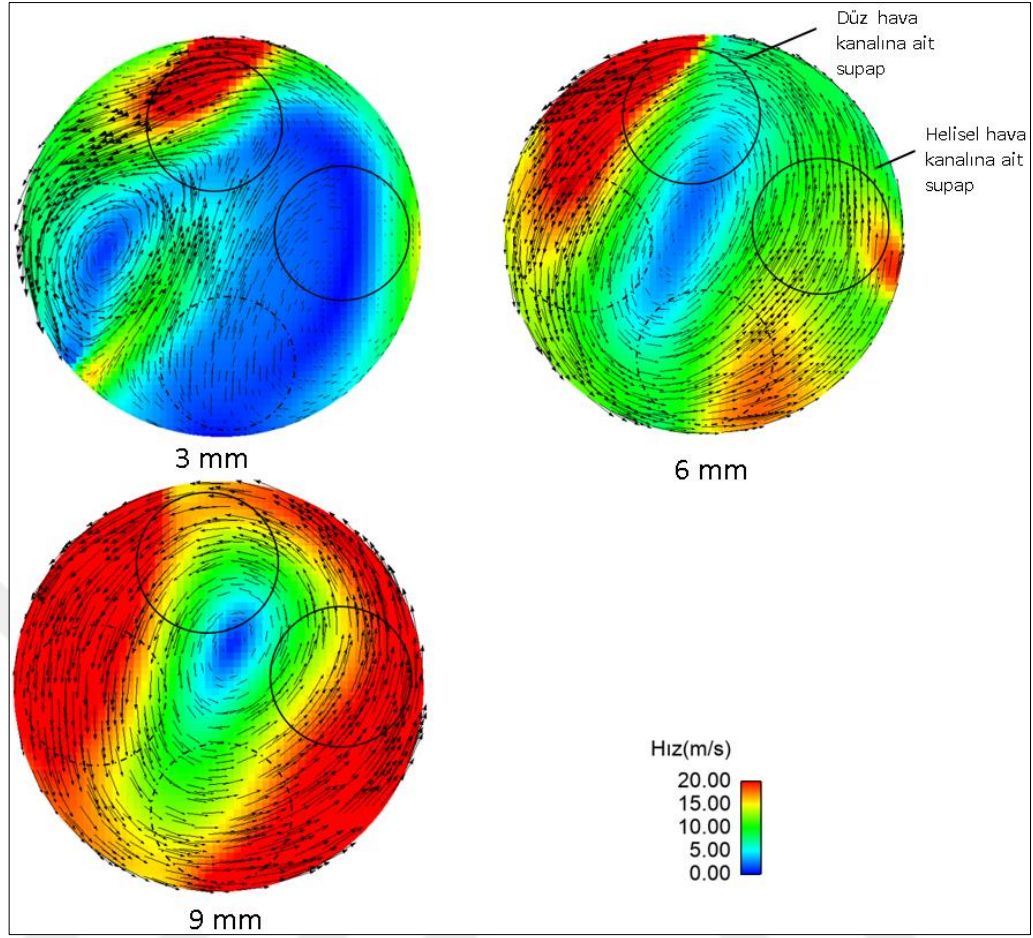 Düz hava
kanalına ait
supap
Helisel hava
kanalına ait
supap
3 mm
6 mm
9 mm
Hız(m/s)
20.00
15.00
10.00
5.00
0.00